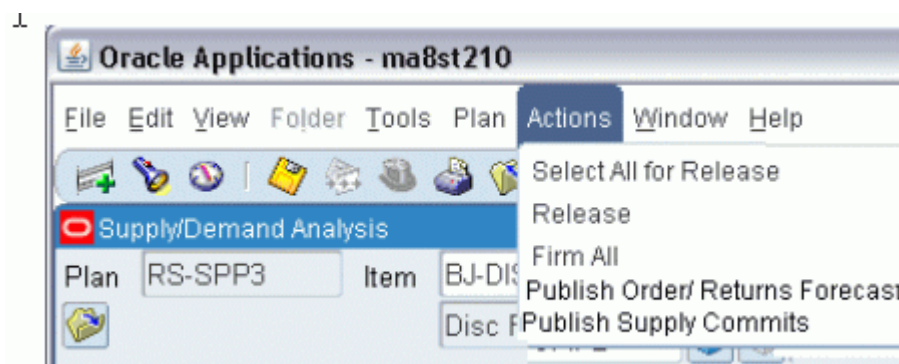 Oracle Applications - ma8st210
File Edit View Folder Tools Plan Actions Window Help
Select All for Release
Release
Supply/Demand Analysis
Firm All
Plan RS-SPP3 Item BJ-DIS
Publish Order/ Returns Forecast
Disc
Publish Supply Commits